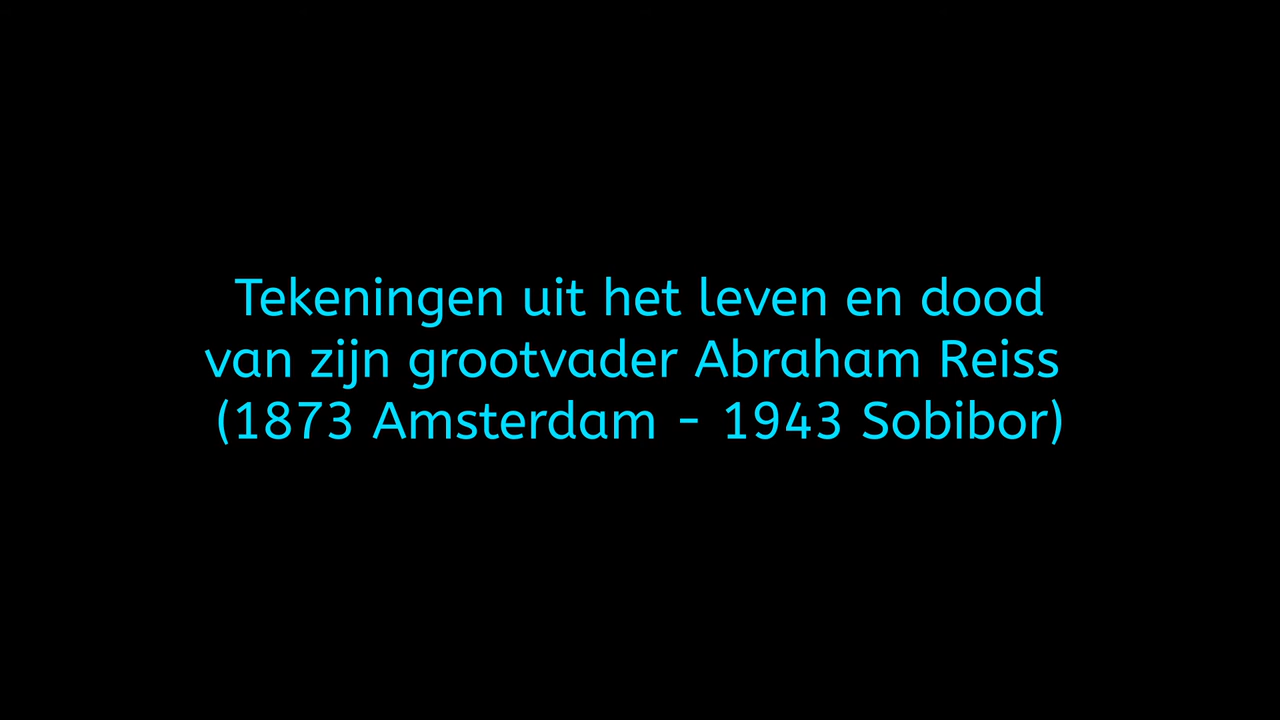 Tekeningen uit het leven en dood
van zijn grootvader Abraham Reiss
(1873 Amsterdam - 1943 Sobibor)